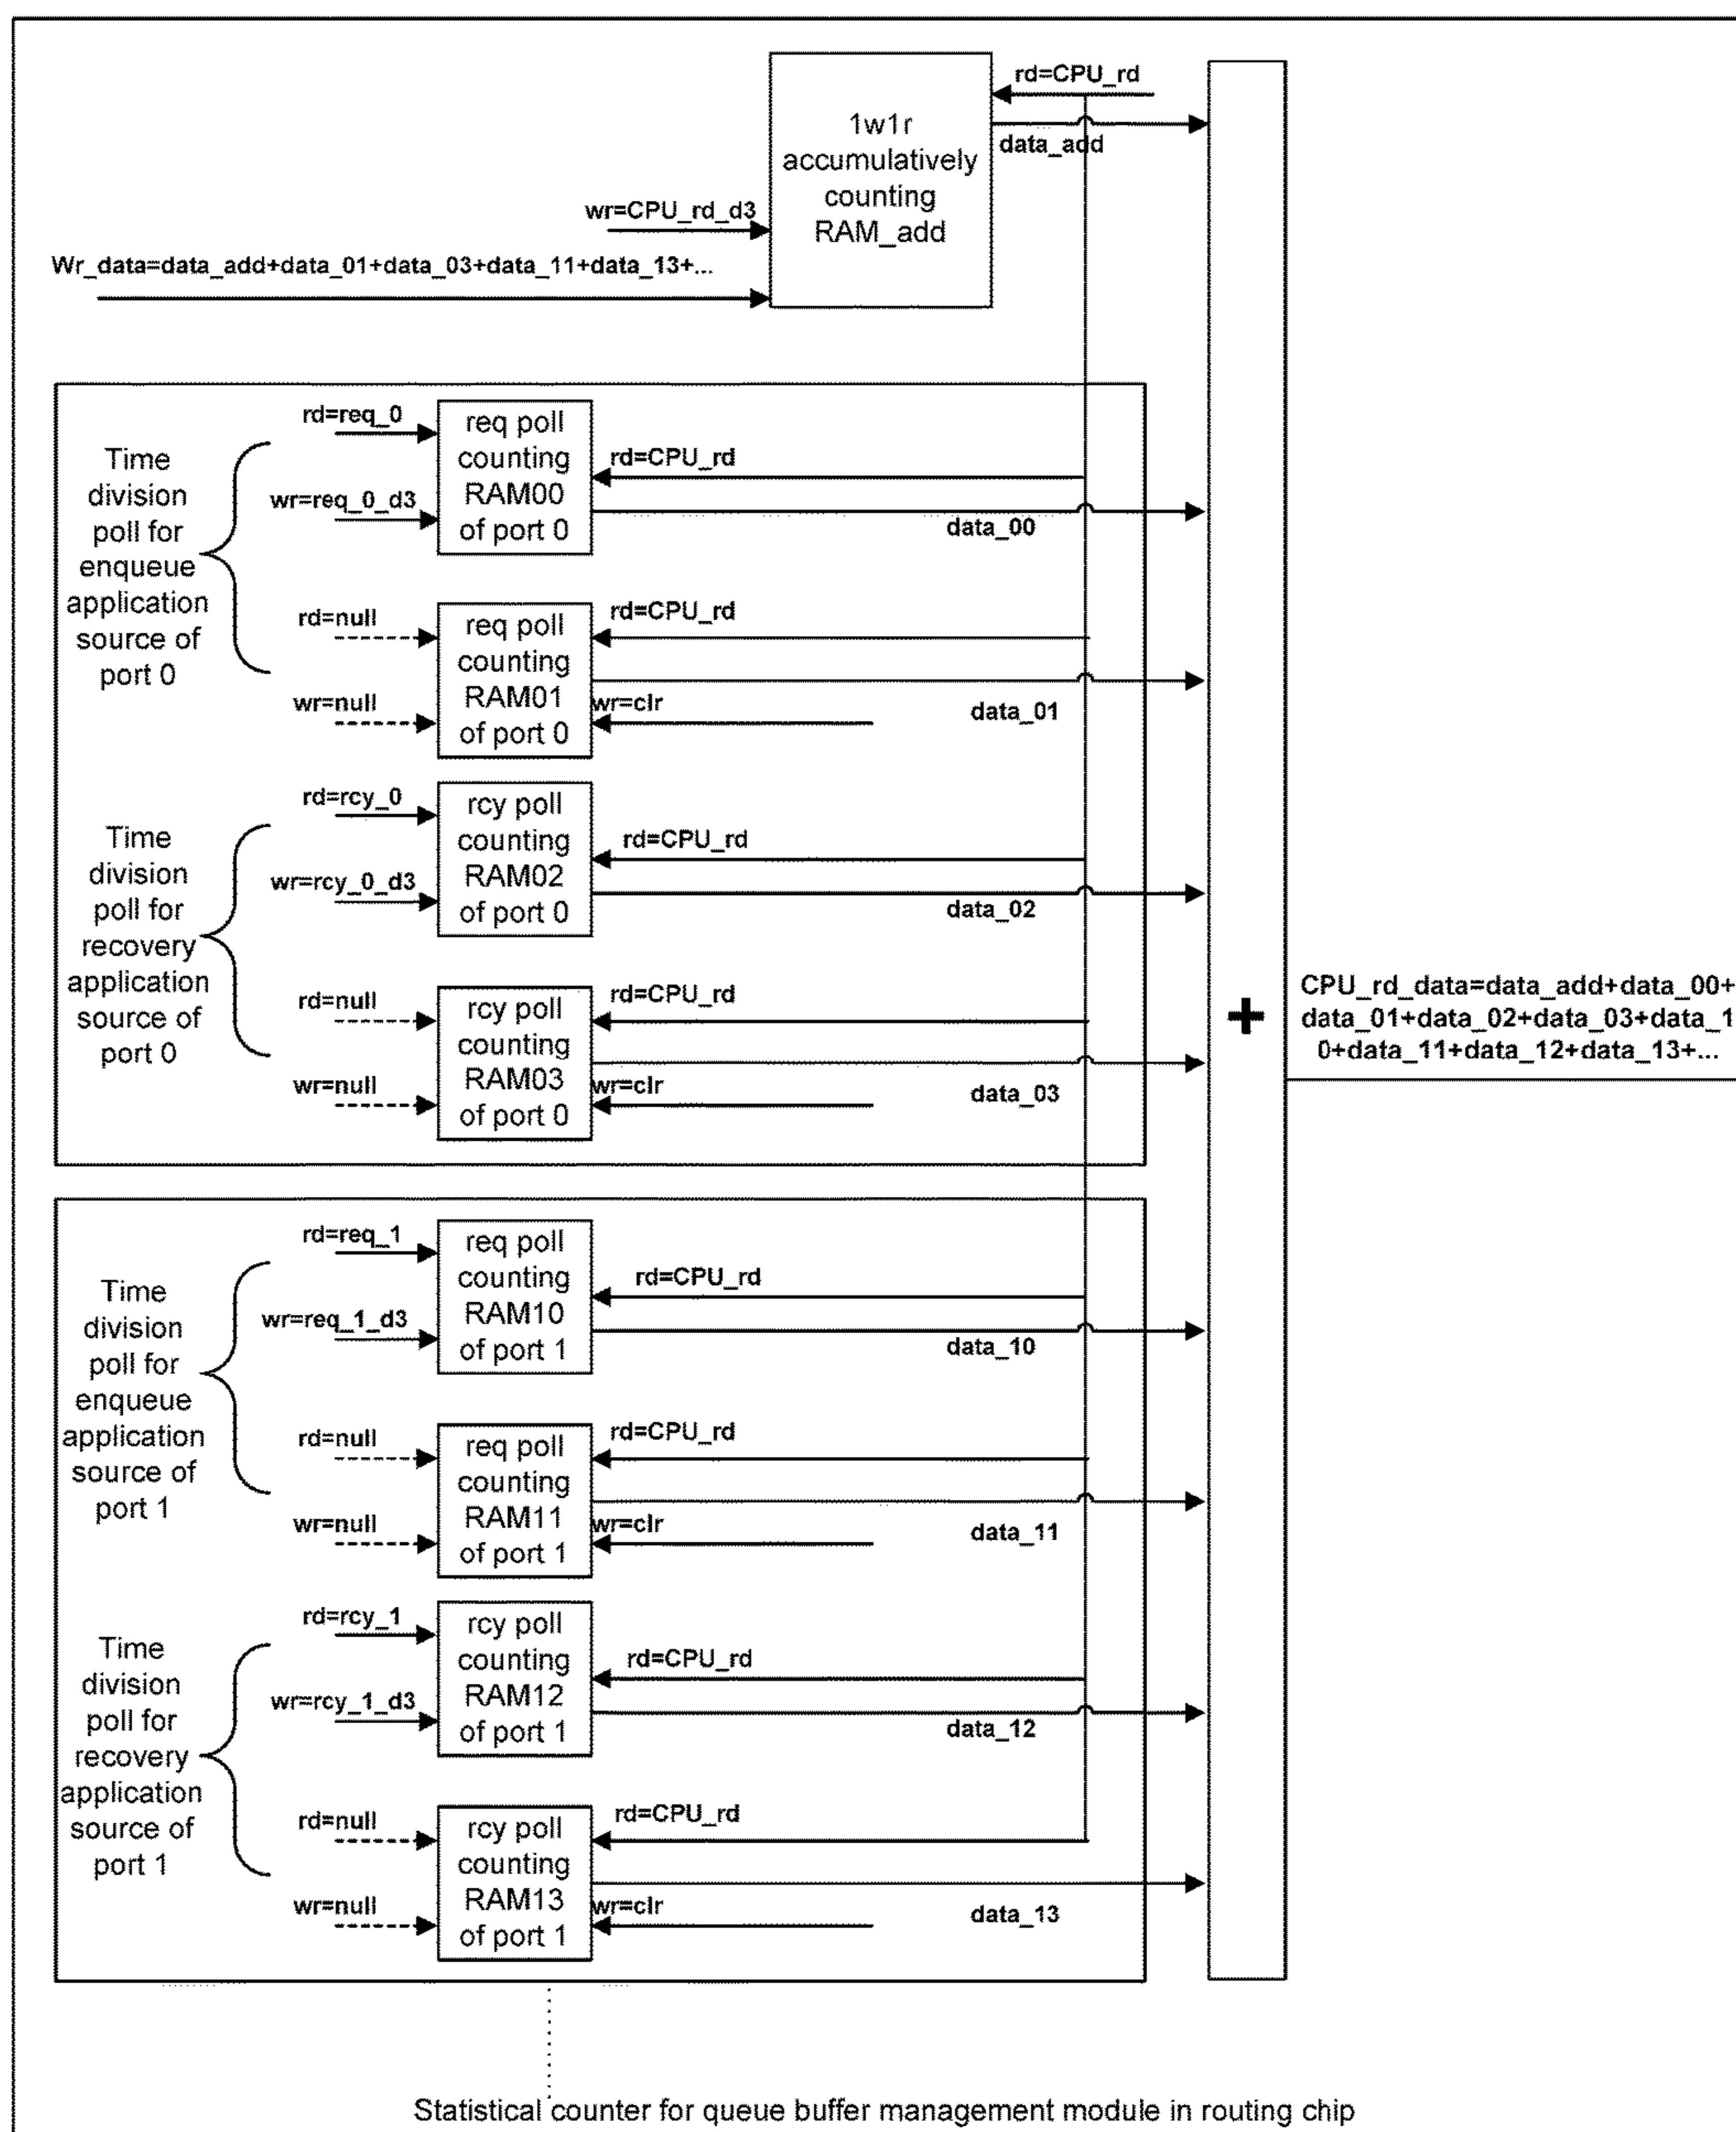 rd=CPU_rd
1w1r
accumulatively
counting
RAM_add
data_add
wr=CPU_rd_d3
Wr_data=data_add+data_01+data_03+data_11+data_13+...
Time
division
poll for
enqueue
application
source of
port 0
rd=req_0
wr=req_0_d3
req poll
counting
RAM00
of port 0
rd=CPU_rd
data_00
rd=null
wr=null
req poll
counting
RAM01
of port 0
rd=CPU_rd
wr=clr
data_01
Time
division
poll for
recovery
application
source of
port 0
rd=rcy_0
wr=rcy_0_d3
rcy poll
counting
RAM02
of port 0
rd=CPU_rd
data_02
rd=null
wr=null
rcy poll
counting
RAM03
of port 0
rd=CPU_rd
wr=clr
data_03
+
CPU_rd_data=data_add+data_00+
data_01+data_02+data_03+data_1
0+data_11+data_12+data_13+...
Time
division
poll for
enqueue
application
source of
port 1
rd=req_1
wr=req_1_d3
req poll
counting
RAM10
of port 1
rd=CPU_rd
data_10
rd=null
wr=null
req poll
counting
RAM11
of port 1
rd=CPU_rd
wr=clr
data_11
Time
division
poll for
recovery
application
source of
port 1
rd=rcy_1
wr=rcy_1_d3
rcy poll
counting
RAM12
of port 1
rd=CPU_rd
data_12
rd=null
wr=null
rcy poll
counting
RAM13
of port 1
rd=CPU_rd
wr=clr
data_13
Statistical counter for queue buffer management module in routing chip